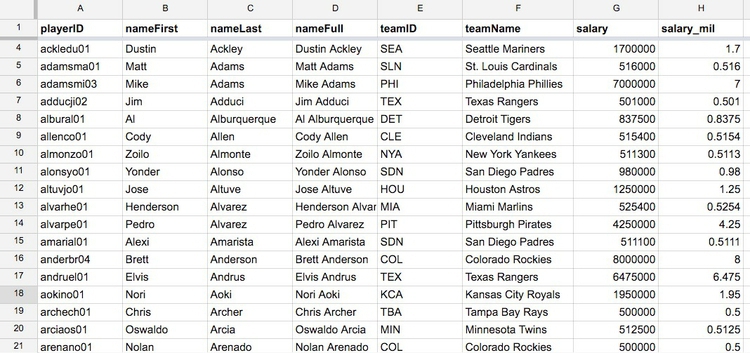 A B C D E F G H
1 playerID nameFirst nameLast nameFull teamID teamName salary salary_mil
4 ackledu01 Dustin Ackley Dustin Ackley SEA Seattle Mariners 1700000 1.7
5 adamsma01 Matt Adams Matt Adams SLN St. Louis Cardinals 516000 0.516
6 adamsmi03 Mike Adams Mike Adams PHI Philadelphia Phillies 7000000 7
7 adducji02 Jim Adduci Jim Adduci TEX Texas Rangers 501000 0.501
8 albural01 Al Alburquerque Al Alburquerque DET Detroit Tigers 837500 0.8375
9 allenco01 Cody Allen Cody Allen CLE Cleveland Indians 515400 0.5154
10 almonzo01 Zoilo Almonte Zoilo Almonte NYA New York Yankees 511300 0.5113
11 alonsyo01 Yonder Alonso Yonder Alonso SDN San Diego Padres 980000 0.98
12 altuvjo01 Jose Altuve Jose Altuve HOU Houston Astros 1250000 1.25
13 alvarhe01 Henderson Alvarez Henderson Alvar MIA Miami Marlins 525400 0.5254
14 alvarpe01 Pedro Alvarez Pedro Alvarez PIT Pittsburgh Pirates 4250000 4.25
15 amarial01 Alexi Amarista Alexi Amarista SDN San Diego Padres 511100 0.5111
16 anderbr04 Brett Anderson Brett Anderson COL Colorado Rockies 8000000 8
17 andruel01 Elvis Andrus Elvis Andrus TEX Texas Rangers 6475000 6.475
18 aokino01 Nori Aoki Nori Aoki KCA Kansas City Royals 1950000 1.95
19 archech01 Chris Archer Chris Archer TBA Tampa Bay Rays 500000 0.5
20 arciaos01 Oswaldo Arcia Oswaldo Arcia MIN Minnesota Twins 512500 0.5125
21 arenano01 Nolan Arenado Nolan Arenado COL Colorado Rockies 500000 0.5